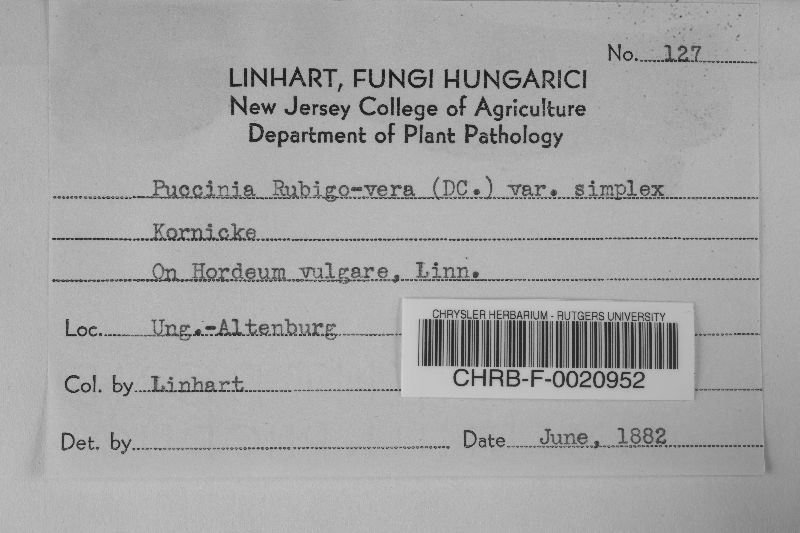 No. 127
LINHART, FUNGI HUNGARICI
New Jersey College of Agriculture
Department of Plant Pathology
Puccinia Rubigo-vera (DC.) var. simplex
Kornicke
On Hordeum vulgare, Linn.
Loc. Ung.-Altenburg
CHRYSLER HERBARIUM - RUTGERS UNIVERSITY
CHRB-F-0020952
Col. by Linhart
Det. by
Date June, 1882